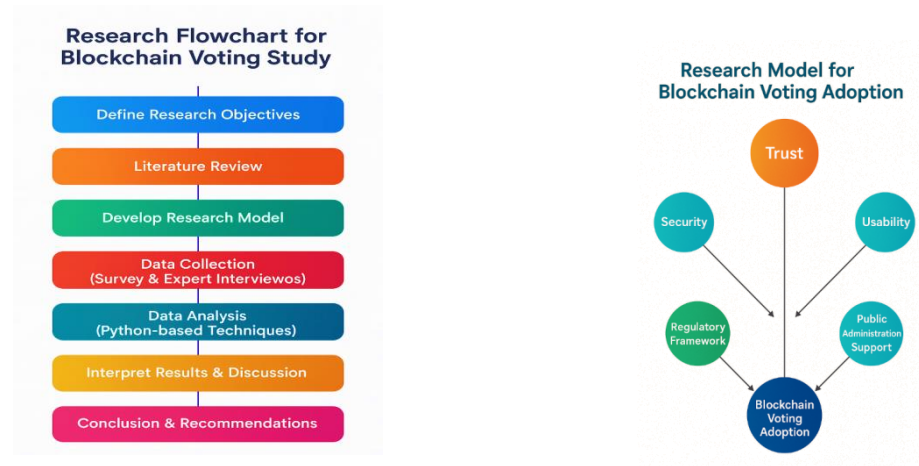 Research Flowchart for
Blockchain Voting Study
Define Research Objectives
Literature Review
Develop Research Model
Data Collection
(Survey & Expert Interviewos)
Data Analysis
(Python-based Techniques)
Interpret Results & Discussion
Conclusion & Recommendations
Research Model for
Blockchain Voting Adoption
Trust
Security
Usability
Regulatory
Framework
Public
Administration
Support
Blockchain
Voting
Adoption